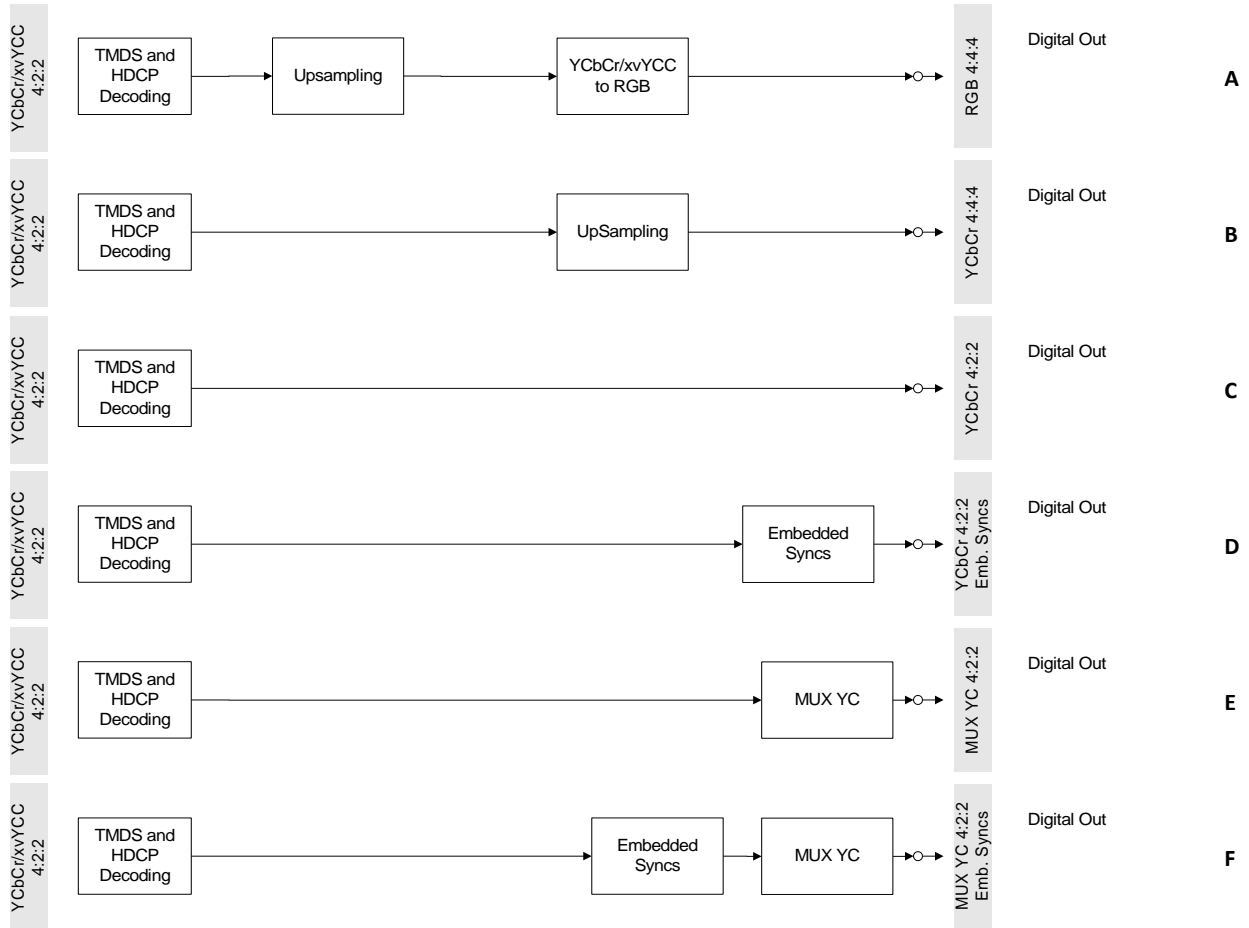 YCbCr/xvYCC
4:2:2
TMDS and
HDCP
Decoding
Upsampling
YCbCr/xvYCC
to RGB
RGB 4:4:4
Digital Out
A
YCbCr/xvYCC
4:2:2
TMDS and
HDCP
Decoding
UpSampling
YCbCr 4:4:4
Digital Out
B
YCbCr/xvYCC
4:2:2
TMDS and
HDCP
Decoding
YCbCr 4:2:2
Digital Out
C
YCbCr/xvYCC
4:2:2
TMDS and
HDCP
Decoding
Embedded
Syncs
YCbCr 4:2:2
Emb. Syncs
Digital Out
D
YCbCr/xvYCC
4:2:2
TMDS and
HDCP
Decoding
MUX YC
MUX YC 4:2:2
Digital Out
E
YCbCr/xvYCC
4:2:2
TMDS and
HDCP
Decoding
Embedded
Syncs
MUX YC
MUX YC 4:2:2
Emb. Syncs
Digital Out
F